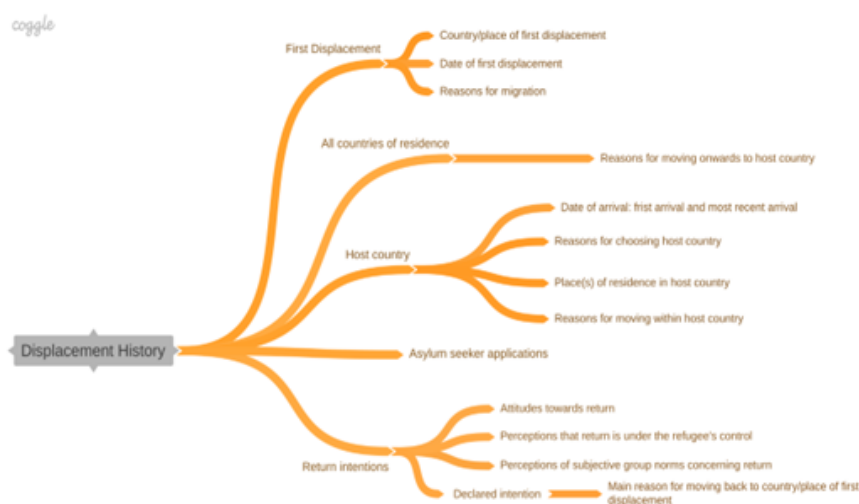 coggle
First Displacement
Country/place of first displacement
Date of first displacement
Reasons for migration
All countries of residence
Reasons for moving onwards to host country
Host country
Date of arrival: frist arrival and most recent arrival
Reasons for choosing host country
Place(s) of residence in host country
Reasons for moving within host country
Displacement History
Asylum seeker applications
Return intentions
Attitudes towards return
Perceptions that return is under the refugee's control
Perceptions of subjective group norms concerning return
Declared intention
Main reason for moving back to country/place of first
displacement